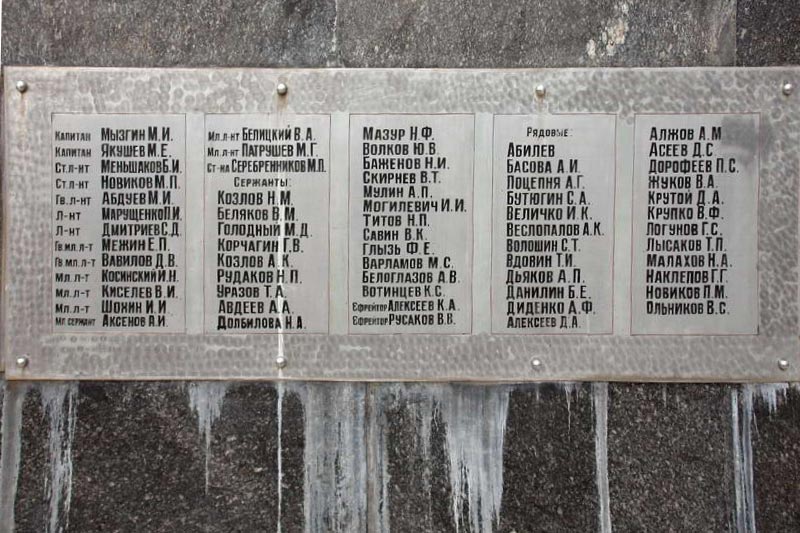 Капитан Мызгин М.И.
Капитан Якушев М.Е.
Ст.л-нт Меньшаков Б.И.
Ст.л-нт Новиков М.П.
Гв.л-нт Абдуев М.И.
Л-нт Марущенко П.И.
Л-нт Дмитриев С.Д.
Гв.мл.л-т Межин Е.П.
Гв.мл.л-т Вавилов Д.В.
Мл.л-т Косинский И.Н.
Мл.л-т Киселев В.И.
Мл.л-т Шохин И.И.
Мл сержант Аксенов А.И.
Мл.л-нт Белицкий В.А.
Мл.л-нт Патрушев М.Г.
Ст-на Серебренников М.П.
Сержанты:
Козлов Н.М.
Беляков В.М.
Голодный М.Д.
Корчагин Г.В.
Козлов А.К.
Рудаков Н.П.
Уразов Т.А.
Авдеев А.А.
Долбилова Н.А.
Мазур Н.Ф.
Волков Ю.В.
Баженов Н.И.
Скирнев В.Т.
Мулин А.П.
Могилевич И.И.
Титов Н.П.
Савин В.К.
Глызь Ф.Е.
Варламов М.С.
Белоглазов А.В.
Вотинцев К.С.
Ефрейтор Алексеев К.А.
Ефрейтор Русаков В.В.
Рядовые:
Абилев
Басова А.И.
Поцепня А.Г.
Бутюгин С.А.
Величко И.К.
Веслополов А.К.
Волошин С.Т.
Вдовин Т.И.
Дьяков А.П.
Данилин Б.Е.
Диденко А.Ф.
Алексеев Д.А.
Алжов А.М
Асеев Д.С
Дорофеев П.С.
Жуков В.А.
Крутой Д.А.
Крупко В.Ф.
Логунов Г.С.
Лысаков Т.П.
Малахов Н.А.
Наклепов Г.Г.
Новиков П.М.
Ольников В.С.